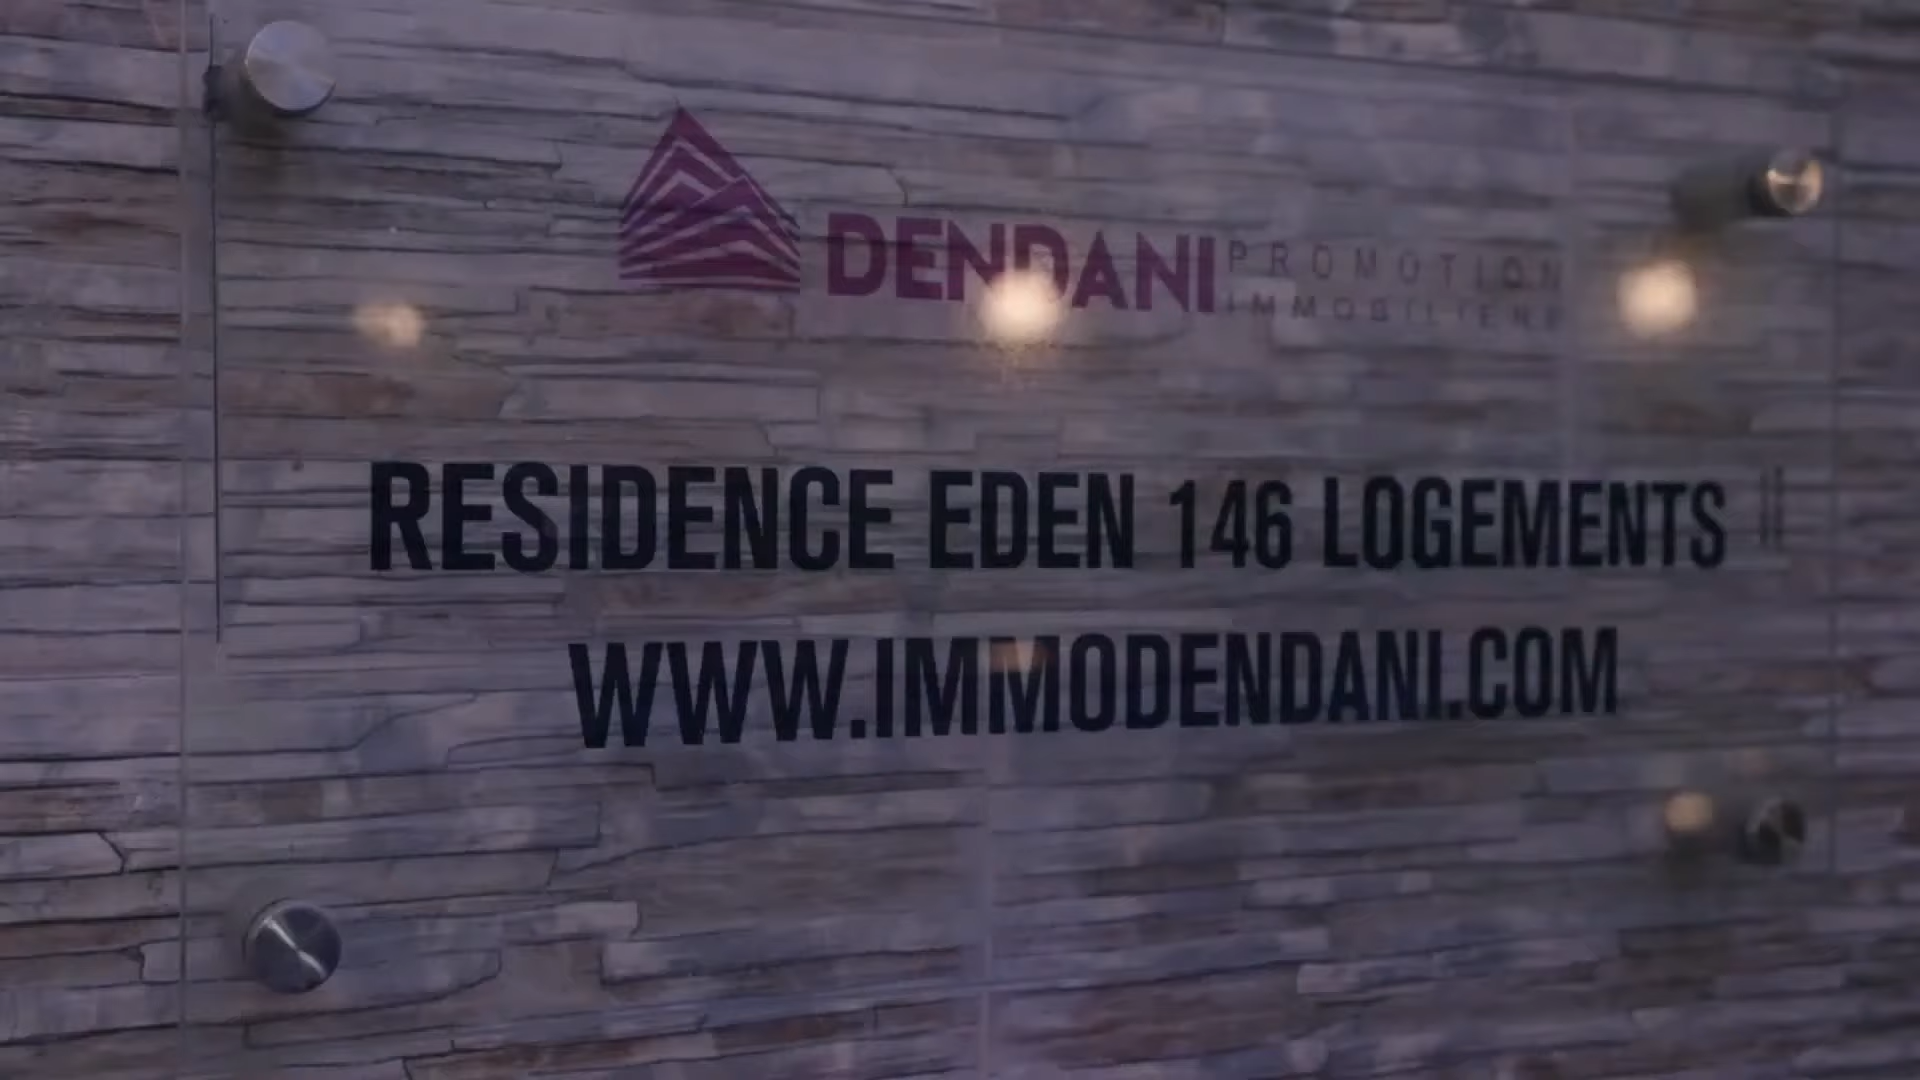 DENDANI PROMOTION
IMMOBILIERE
RESIDENCE EDEN 146 LOGEMENTS
WWW.IMMODENDANI.COM